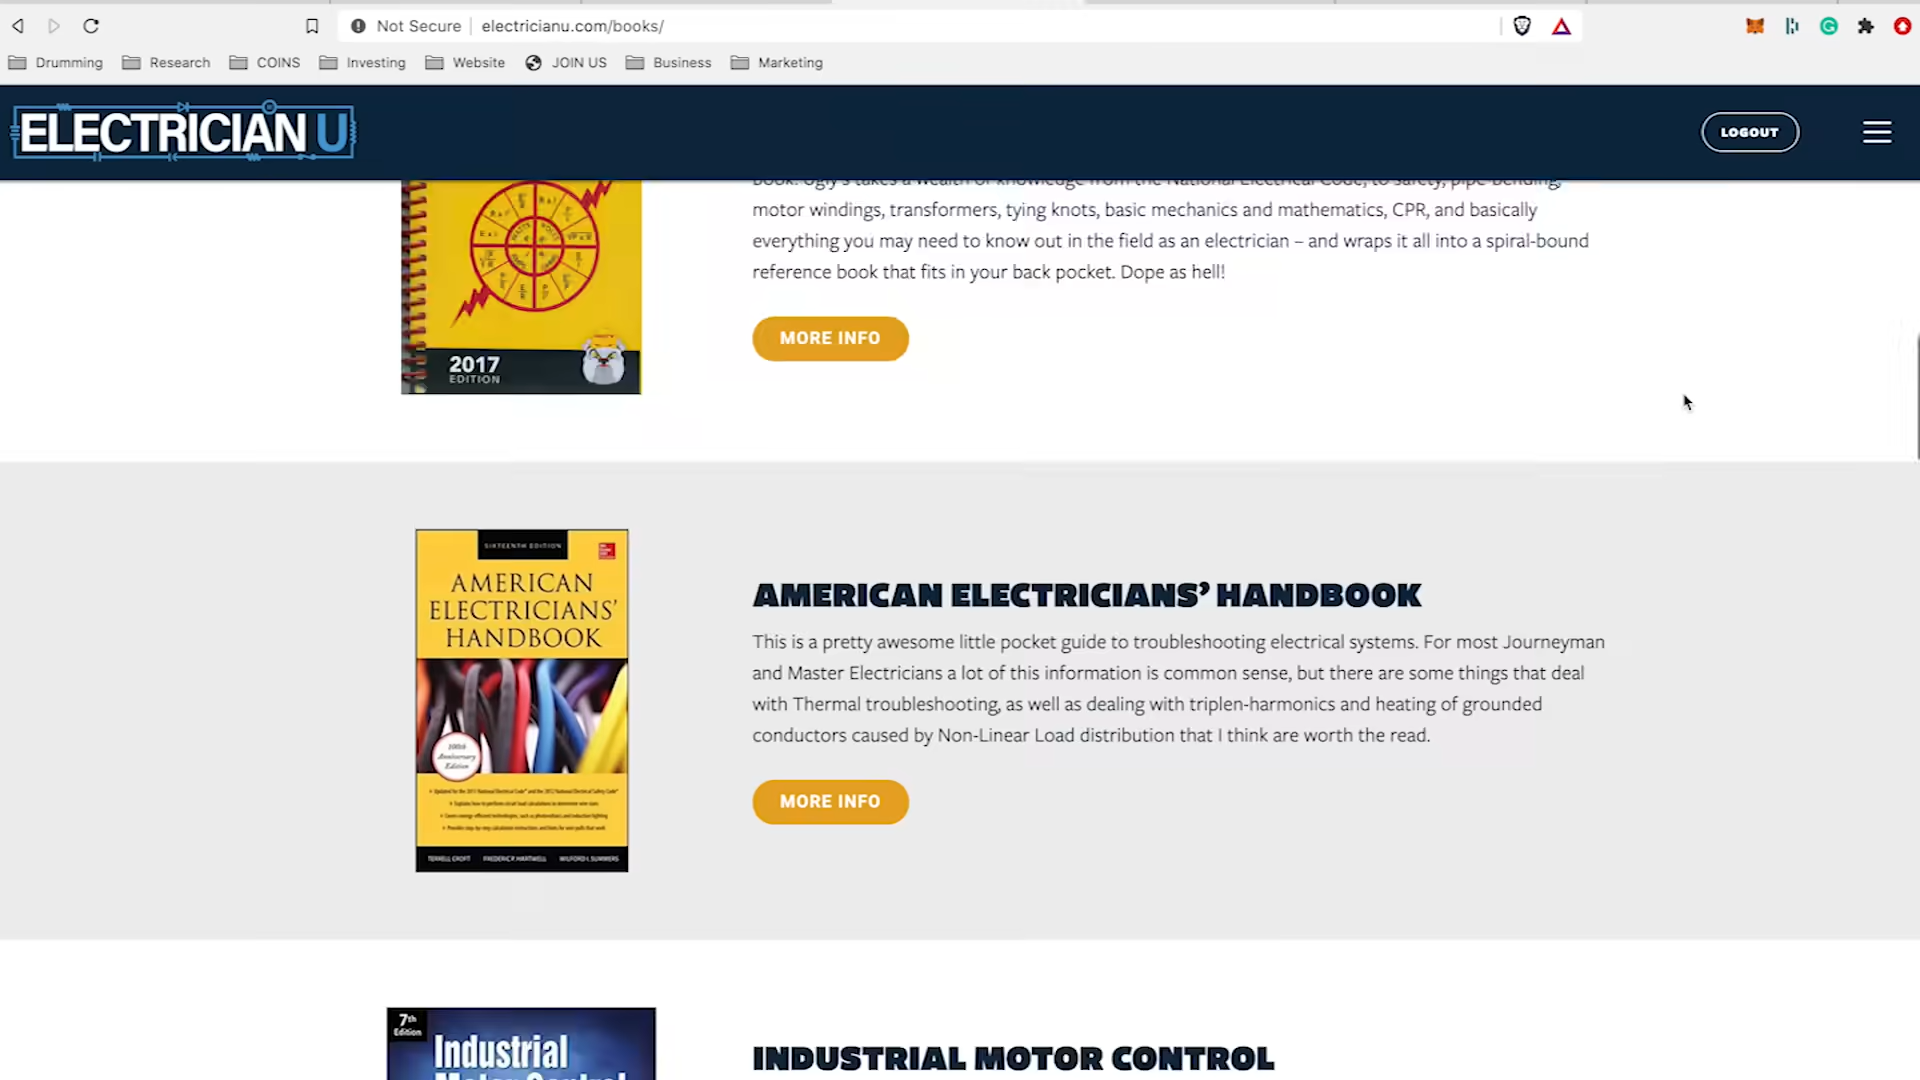 Not Secure
electricianu.com/books/
Drumming
Research
COINS
Investing
Website
JOIN US
Business
Marketing
ELECTRICIAN U
LOGOUT
book. Ugly's takes a wealth of knowledge from the National Electrical Code, to safety, pipe-bending,
motor windings, transformers, tying knots, basic mechanics and mathematics, CPR, and basically
everything you may need to know out in the field as an electrician – and wraps it all into a spiral-bound
reference book that fits in your back pocket. Dope as hell!
MORE INFO
2017
EDITION
SIXTEENTH EDITION
AMERICAN
ELECTRICIANS'
HANDBOOK
100th
Anniversary
Edition
TERRELL CROFT FREDERIC P. HARTWELL WILFORD I. SUMMERS
AMERICAN ELECTRICIANS’ HANDBOOK
This is a pretty awesome little pocket guide to troubleshooting electrical systems. For most Journeyman
and Master Electricians a lot of this information is common sense, but there are some things that deal
with Thermal troubleshooting, as well as dealing with triplen-harmonics and heating of grounded
conductors caused by Non-Linear Load distribution that I think are worth the read.
MORE INFO
7th
Edition
Industrial
Motor Control
INDUSTRIAL MOTOR CONTROL